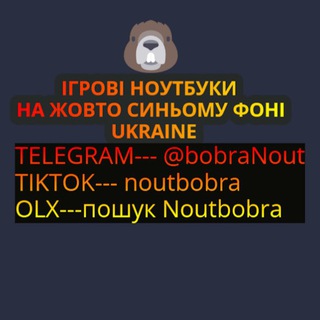 ІГРОВІ НОУТБУКИ
НА ЖОВТО СИНЬОМУ ФОНІ
UKRAINE
TELEGRAM--- @bobraNout
TIKTOK--- noutbobra
OLX---пошук Noutbobra